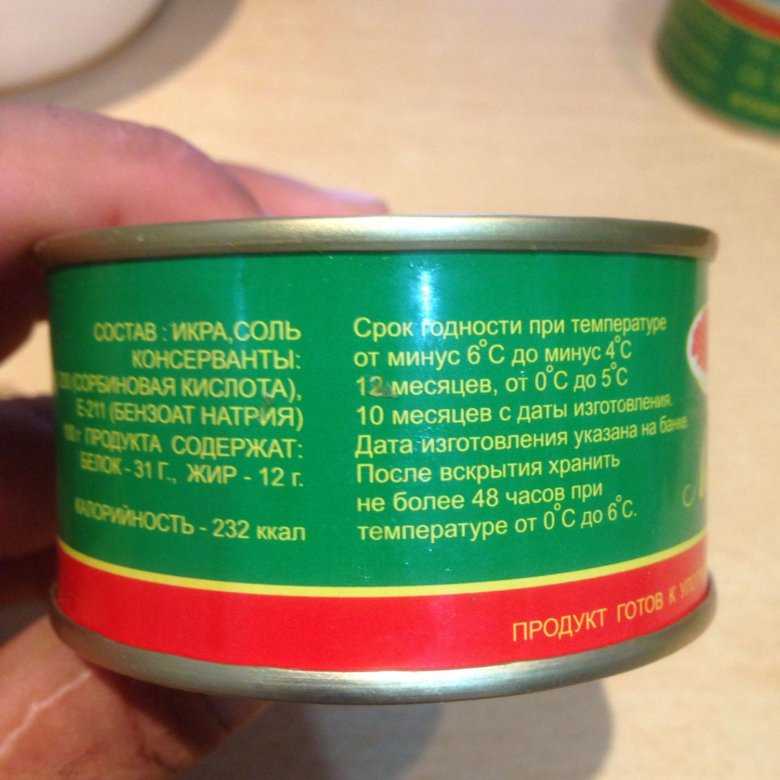 СОСТАВ : ИКРА,СОЛЬ
КОНСЕРВАНТЫ:
(СОРБИНОВАЯ КИСЛОТА),
Е-211 (БЕНЗОАТ НАТРИЯ)
ПРОДУКТА СОДЕРЖАТ:
БЕЛОК - 31 Г., ЖИР - 12 г.
КАЛОРИЙНОСТЬ - 232 ккал
Срок годности при температуре
от минус 6°С до минус 4°С
12 месяцев, от 0°С до 5°С
10 месяцев с даты изготовления.
Дата изготовления указана на банке.
После вскрытия хранить
не более 48 часов при
температуре от 0°С до 6°С.
ПРОДУКТ ГОТОВ К